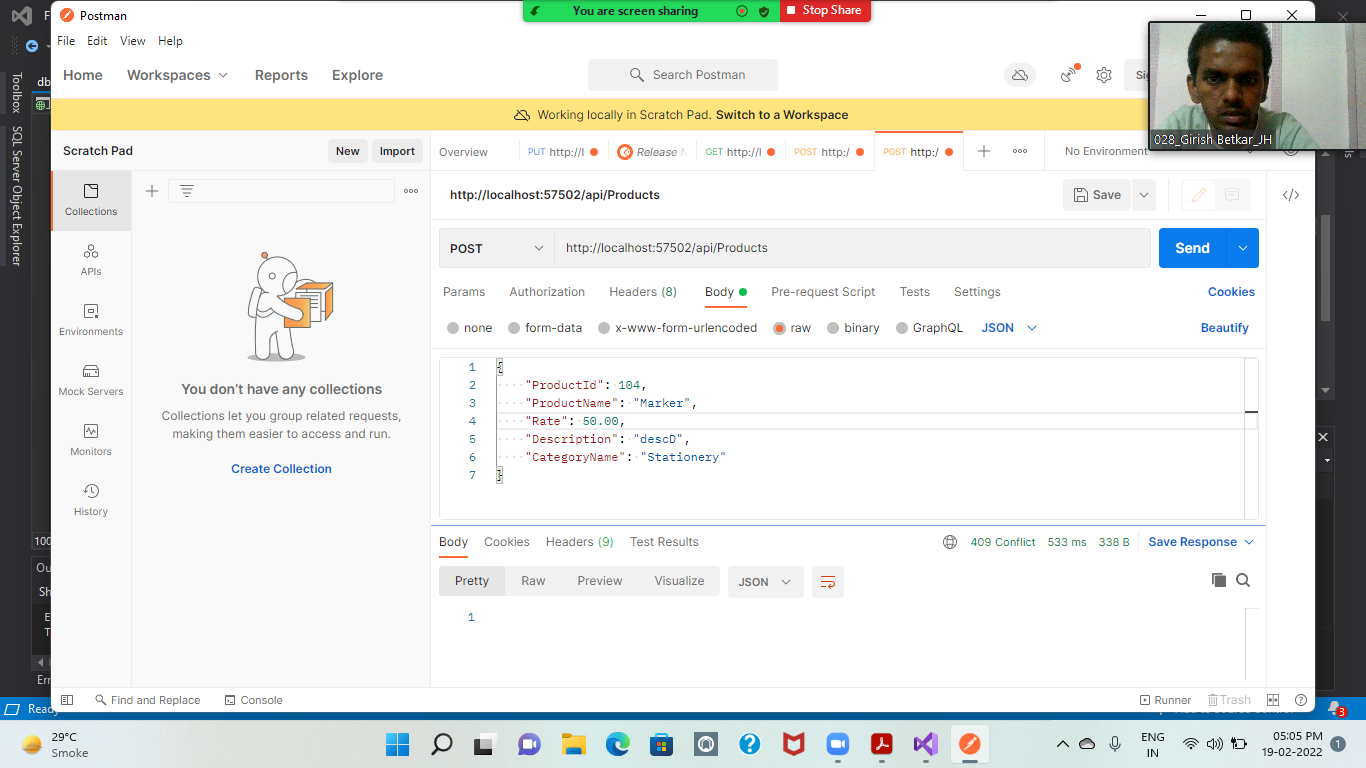 You are screen sharing
Stop Share
Postman
File Edit View Help
Home Workspaces Reports Explore
Search Postman
028_Girish Betkar_JH
Working locally in Scratch Pad. Switch to a Workspace
Scratch Pad
New Import
Overview
PUT http://l
Release
GET http://l
POST http:/
POST http:/
No Environment
Toolbox
SQL Server Object Explorer
Collections
APIs
Environments
Mock Servers
Monitors
History
You don't have any collections
Collections let you group related requests,
making them easier to access and run.
Create Collection
http://localhost:57502/api/Products
Save
POST
http://localhost:57502/api/Products
Send
Params Authorization Headers (8) Body Pre-request Script Tests Settings Cookies
none form-data x-www-form-urlencoded raw binary GraphQL JSON Beautify
1 {
2 "ProductId": 104,
3 "ProductName": "Marker",
4 "Rate": 50.00,
5 "Description": "descD",
6 "CategoryName": "Stationery"
7 }
Body Cookies Headers (9) Test Results
409 Conflict 533 ms 338 B Save Response
Pretty Raw Preview Visualize JSON
1
Find and Replace Console
Runner Trash
Ready
3
29°C
Smoke
ENG
IN
05:05 PM
19-02-2022
1